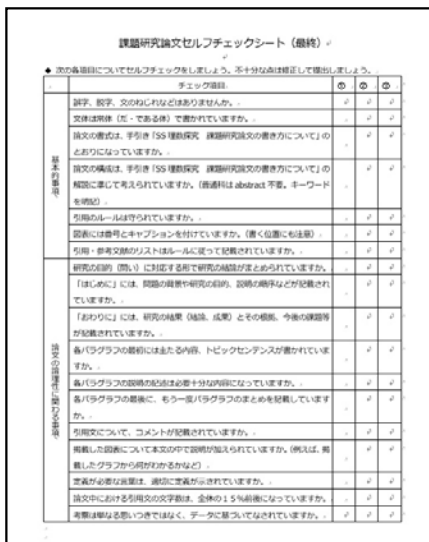 課題研究論文セルフチェックシート（最終）
◆ 次の各項目についてセルフチェックをしましょう。不十分な点は修正して提出しましょう。
チェック項目 ① ② ③
基本的事項
誤字、脱字、文のねじれなどはありませんか。
文体は常体（だ・である体）で書かれていますか。
論文の書式は、手引き「SS 理数探究　課題研究論文の書き方について」の
とおりになっていますか。
論文の構成は、手引き「SS 理数探究　課題研究論文の書き方について」の
解説に準じて考えられていますか。（普通科は abstract 不要。キーワード
を明記）
引用のルールは守られていますか。
図表には番号とキャプションを付けていますか。（書く位置にも注意）
引用・参考文献のリストはルールに従って記載されていますか。
論文の論理性に関わる事項
研究の目的（問い）に対応する形で研究の結論がまとめられていますか。
「はじめに」には、問題の背景や研究の目的、説明の順序などが記載され
ていますか。
「おわりに」には、研究の結果（結論、成果）とその根拠、今後の課題等
が記載されていますか。
各パラグラフの最初には主たる内容、トピックセンテンスが書かれていま
すか。
各パラグラフの説明の記述は必要十分な内容になっていますか。
各パラグラフの最後に、もう一度パラグラフのまとめを記載しています
か。
引用文について、コメントが記載されていますか。
掲載した図表について本文の中で説明が加えられていますか。（例えば、掲
載したグラフから何がわかるかなど）
定義が必要な言葉は、適切に定義が示されていますか。
論文中における引用文の文字数は、全体の１５％前後になっていますか。
考察は単なる思いつきではなく、データに基づいてなされていますか。